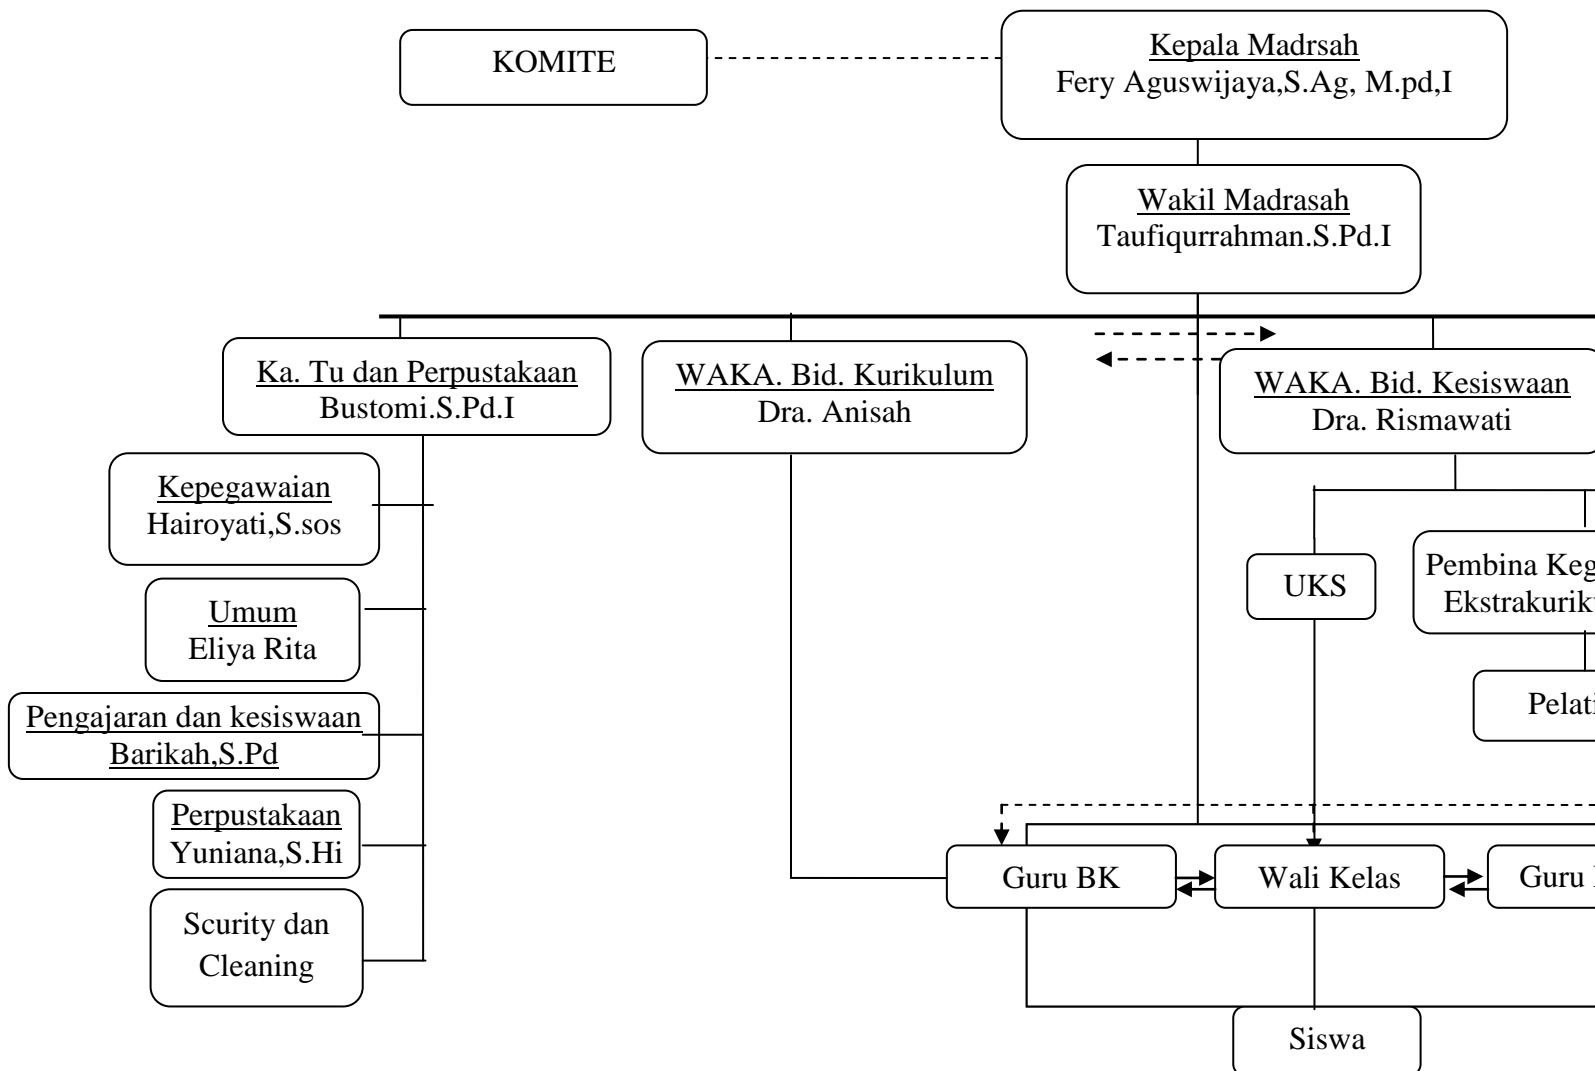 KOMITE
Kepala Madrsah
Fery Aguswijaya,S.Ag, M.pd,I
Wakil Madrasah
Taufiqurrahman.S.Pd.I
Ka. Tu dan Perpustakaan
Bustomi.S.Pd.I
WAKA. Bid. Kurikulum
Dra. Anisah
WAKA. Bid. Kesiswaan
Dra. Rismawati
Kepegawaian
Hairoyati,S.sos
Umum
Eliya Rita
Pengajaran dan kesiswaan
Barikah,S.Pd
Perpustakaan
Yuniana,S.Hi
Scurity dan
Cleaning
UKS
Pembina
Guru BK
Wali Kelas
Guru
Siswa